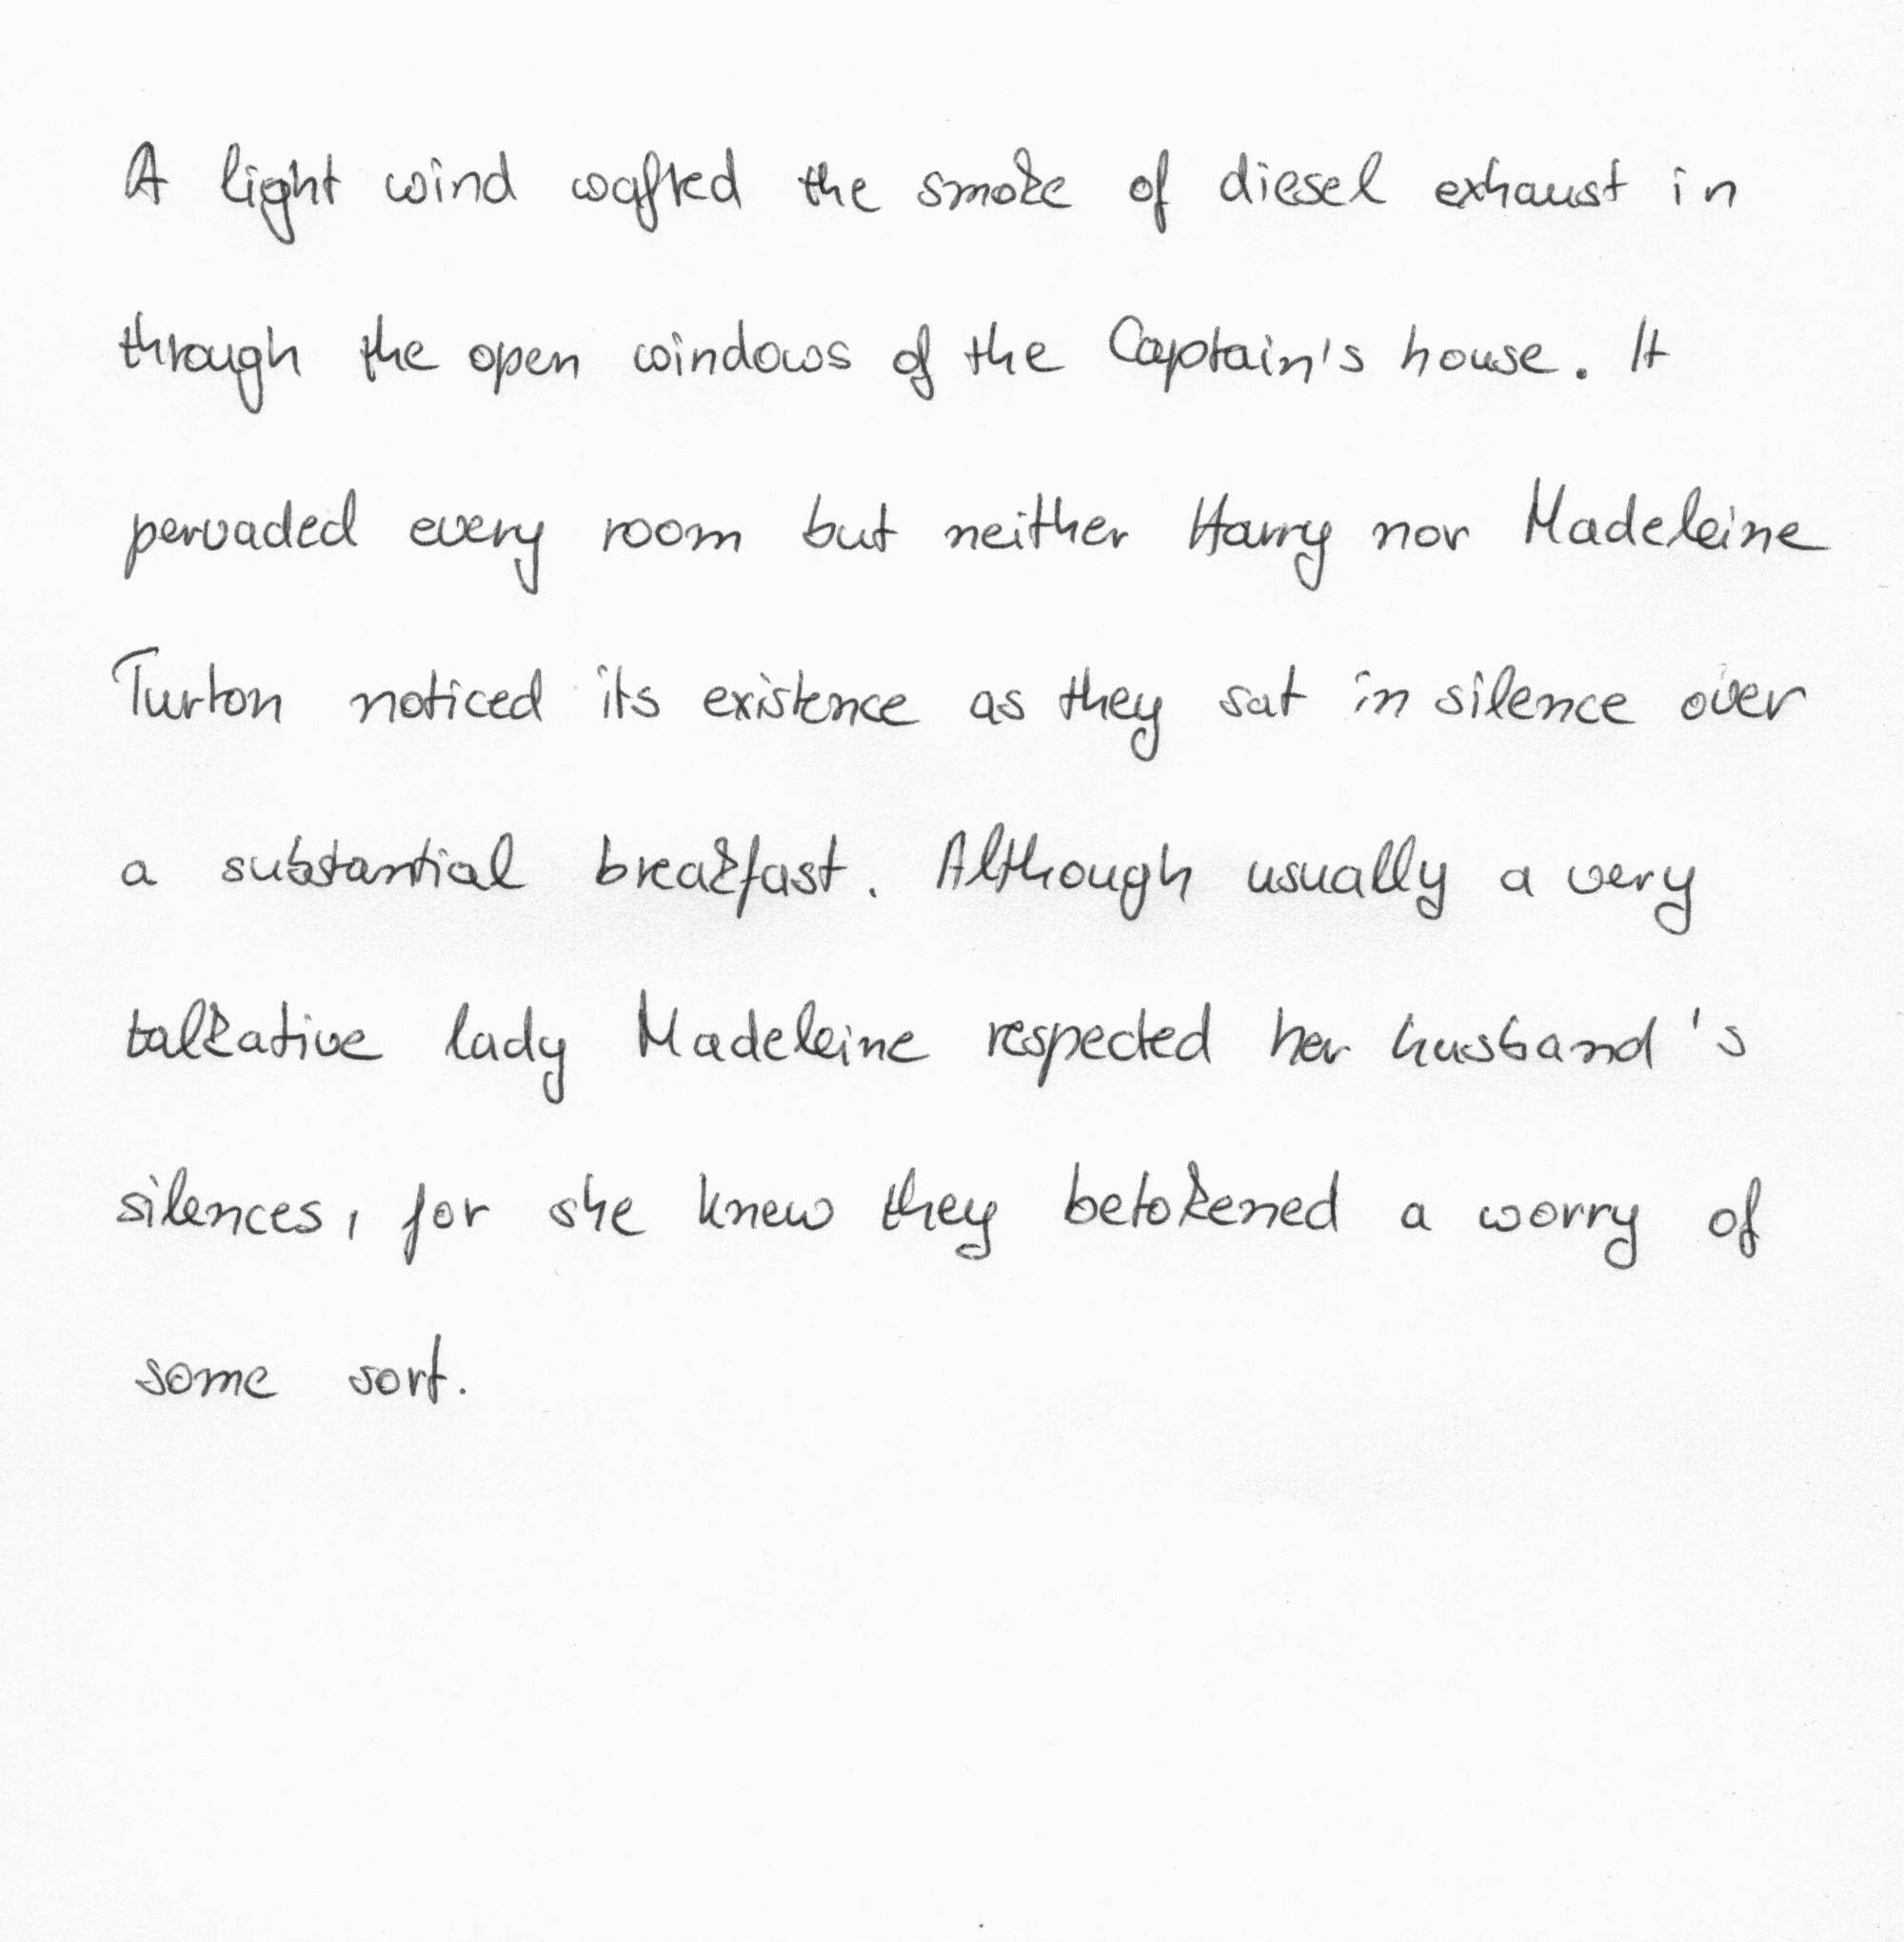 A light wind wafted the smoke of diesel exhaust in
through the open windows of the Captain's house. It
pervaded every room but neither Harry nor Madeleine
Turton noticed its existence as they sat in silence over
a substantial breakfast. Although usually a very
talkative lady Madeleine respected her husband's
silences, for she knew they betokened a worry of
some sort.